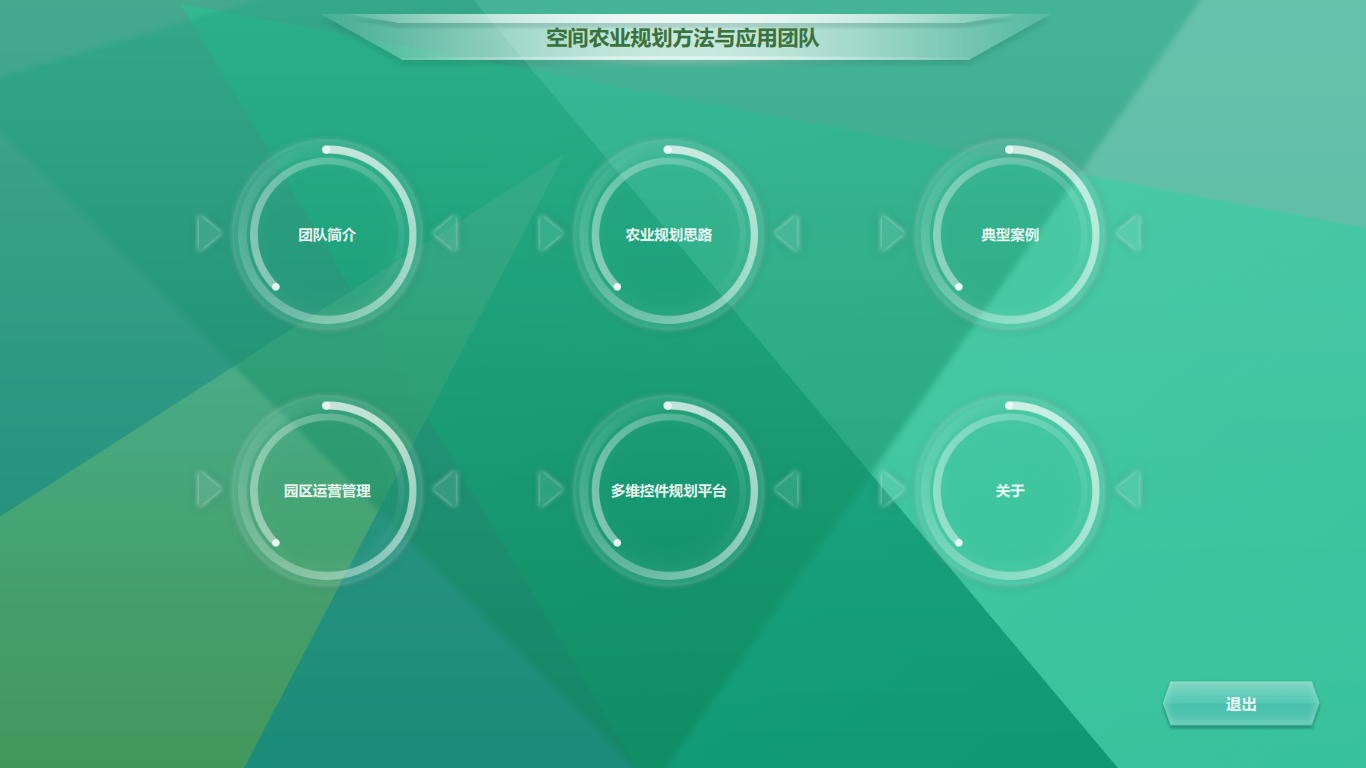 空间农业规划方法与应用团队
团队简介
农业规划思路
典型案例
园区运营管理
多维控件规划平台
关于
退出